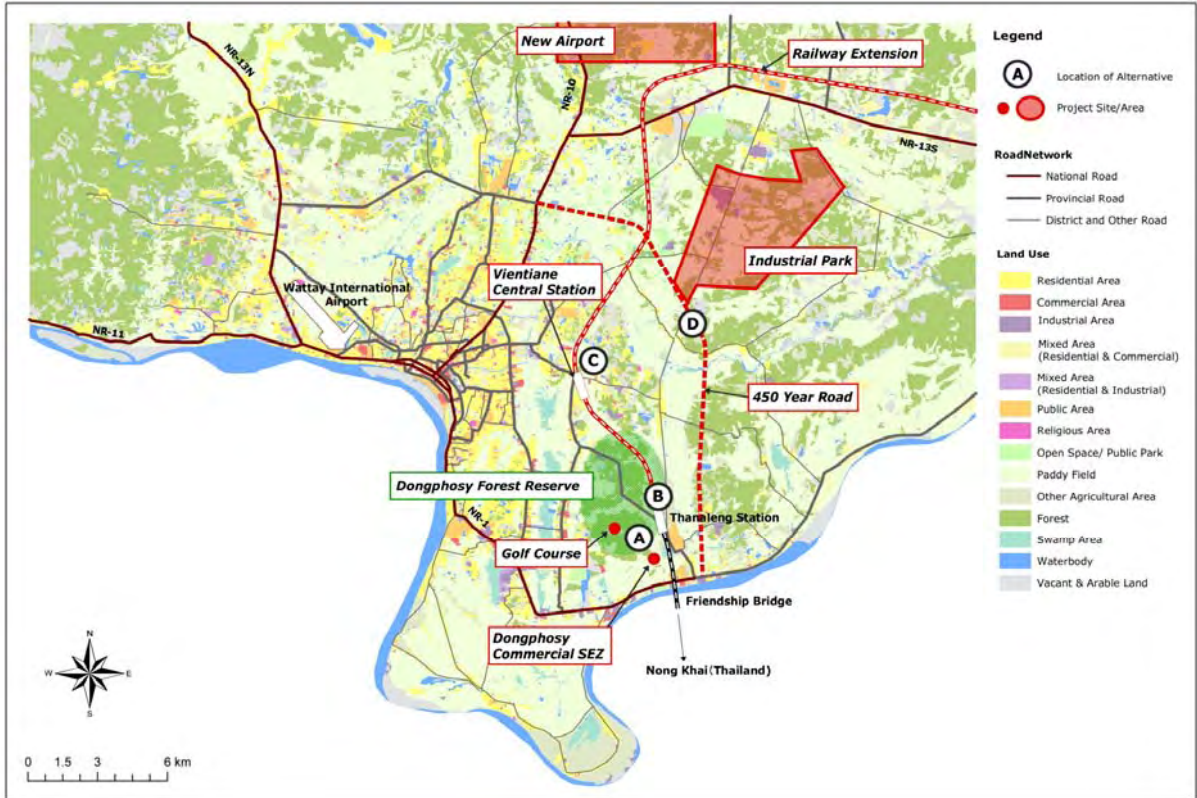 New Airport
Railway Extension
NR-13N
NR-10
NR-13S
Industrial Park
Vientiane
Central Station
Wattay International
Airport
NR-11
D
C
450 Year Road
Dongphosy Forest Reserve
B
Thanaleng Station
NR-1
A
Golf Course
Friendship Bridge
Dongphosy
Commercial SEZ
Nong Khai(Thailand)
N
W E
S
0 1.5 3 6 km
Legend
A Location of Alternative
Project Site/Area
RoadNetwork
National Road
Provincial Road
District and Other Road
Land Use
Residential Area
Commercial Area
Industrial Area
Mixed Area
(Residential & Commercial)
Mixed Area
(Residential & Industrial)
Public Area
Religious Area
Open Space/ Public Park
Paddy Field
Other Agricultural Area
Forest
Swamp Area
Waterbody
Vacant & Arable Land